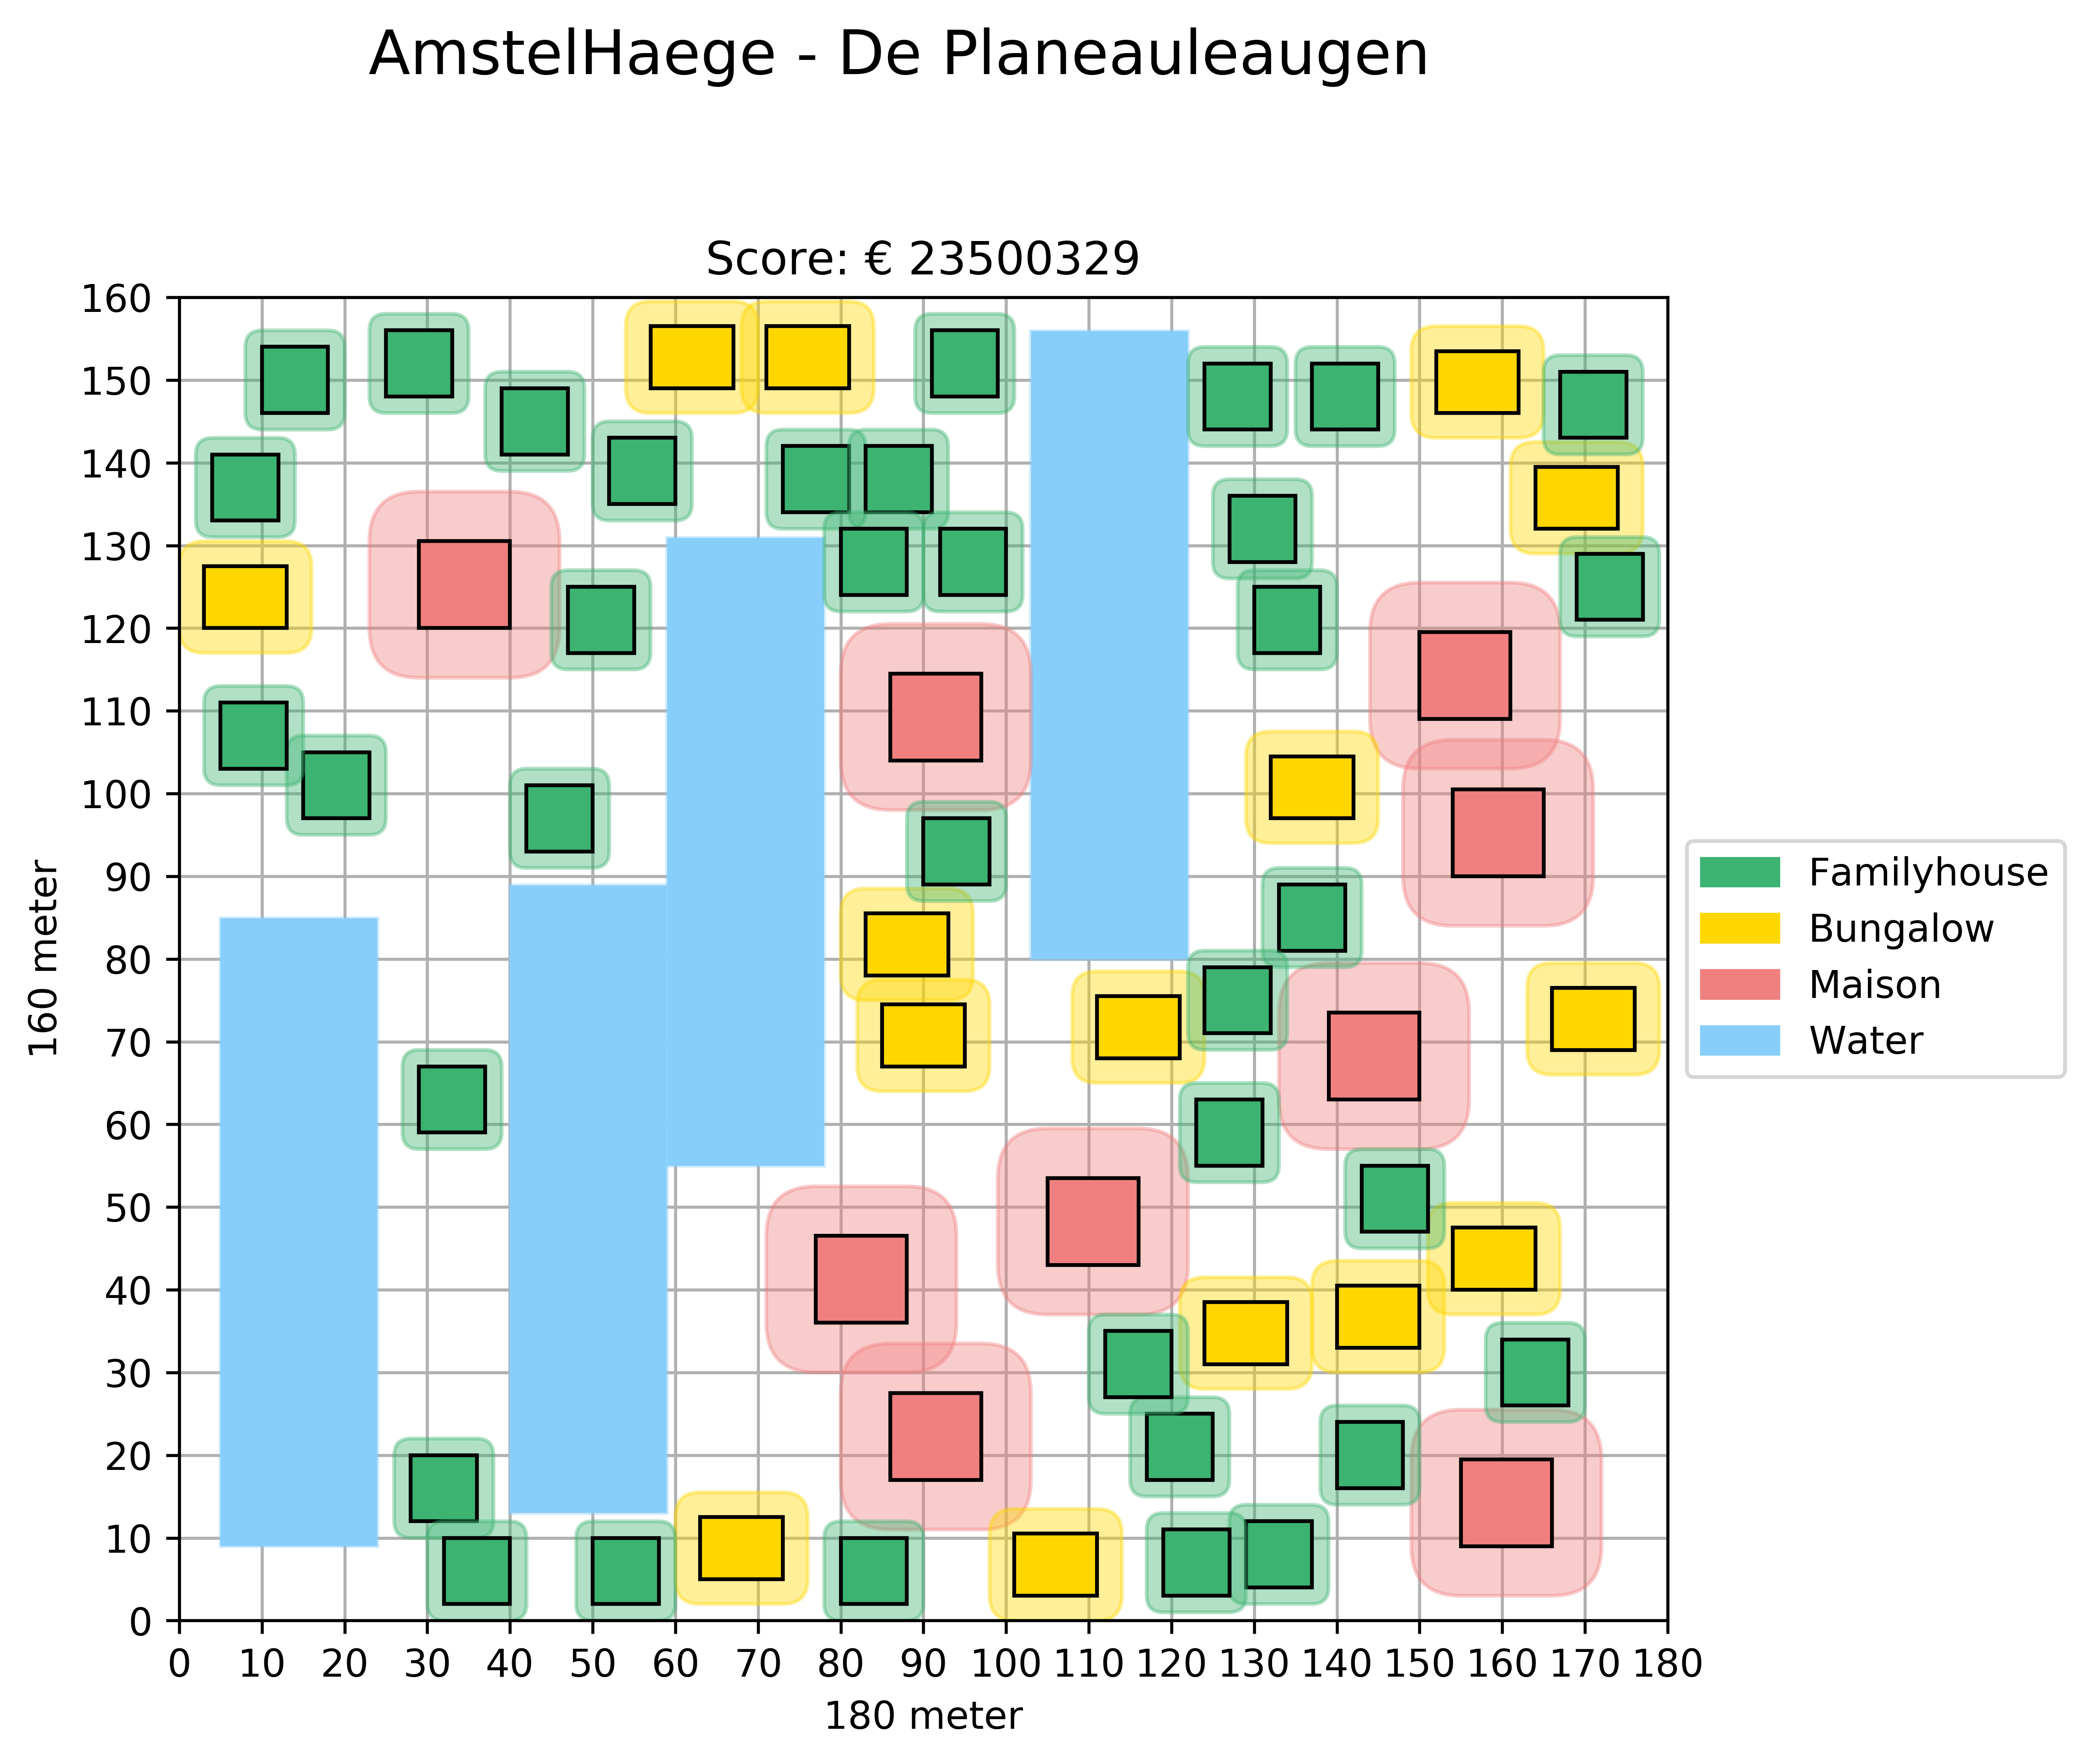 AmstelHaege - De Planeauleaugen
Score: € 23500329
160
150
140
130
120
110
100
90
80
70
60
50
40
30
20
10
0
160 meter
0 10 20 30 40 50 60 70 80 90 100 110 120 130 140 150 160 170 180
180 meter
Familyhouse
Bungalow
Maison
Water